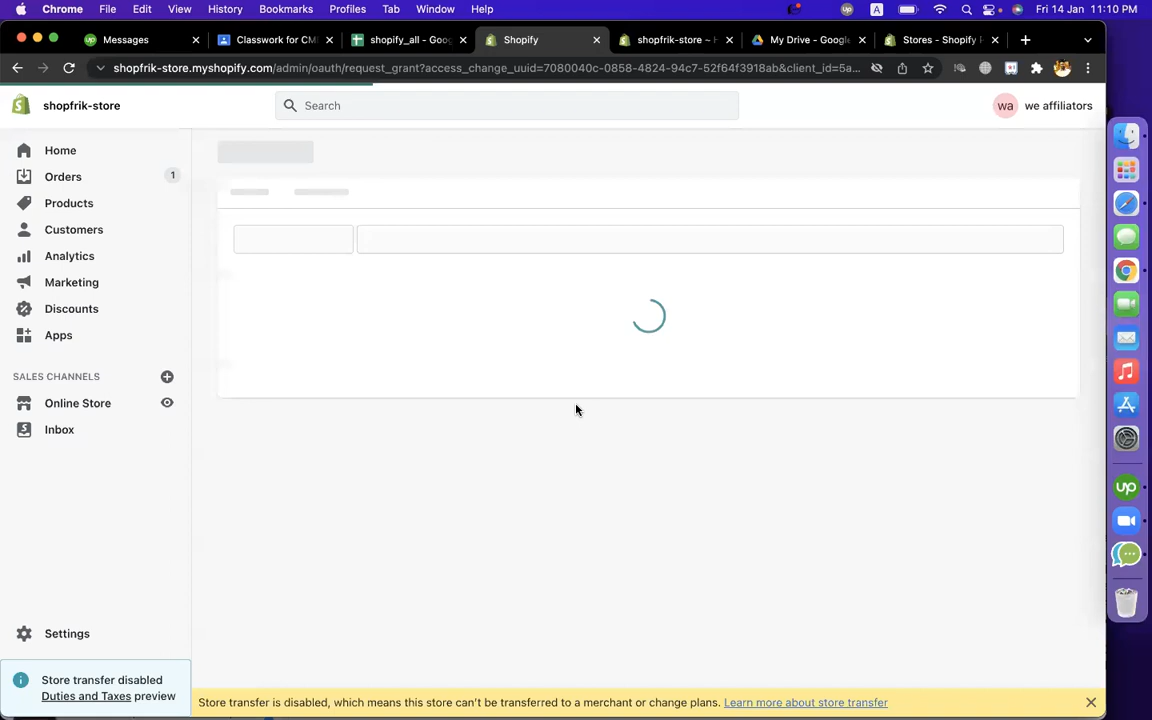 Chrome File Edit View History Bookmarks Profiles Tab Window Help A Fri 14 Jan 11:10 PM
up Messages Classwork for CM shopify_all - Goo Shopify shopfrik-store ~ H My Drive - Google Stores - Shopify P
shopfrik-store.myshopify.com/admin/oauth/request_grant?access_change_uuid=7080040c-0858-4824-94c7-52f64f3918ab&client_id=5a...
shopfrik-store Search wa we affiliators
Home
Orders 1
Products
Customers
Analytics
Marketing
Discounts
Apps
SALES CHANNELS
Online Store
Inbox
up
Settings
Store transfer disabled
Duties and Taxes preview
Store transfer is disabled, which means this store can't be transferred to a merchant or change plans. Learn more about store transfer